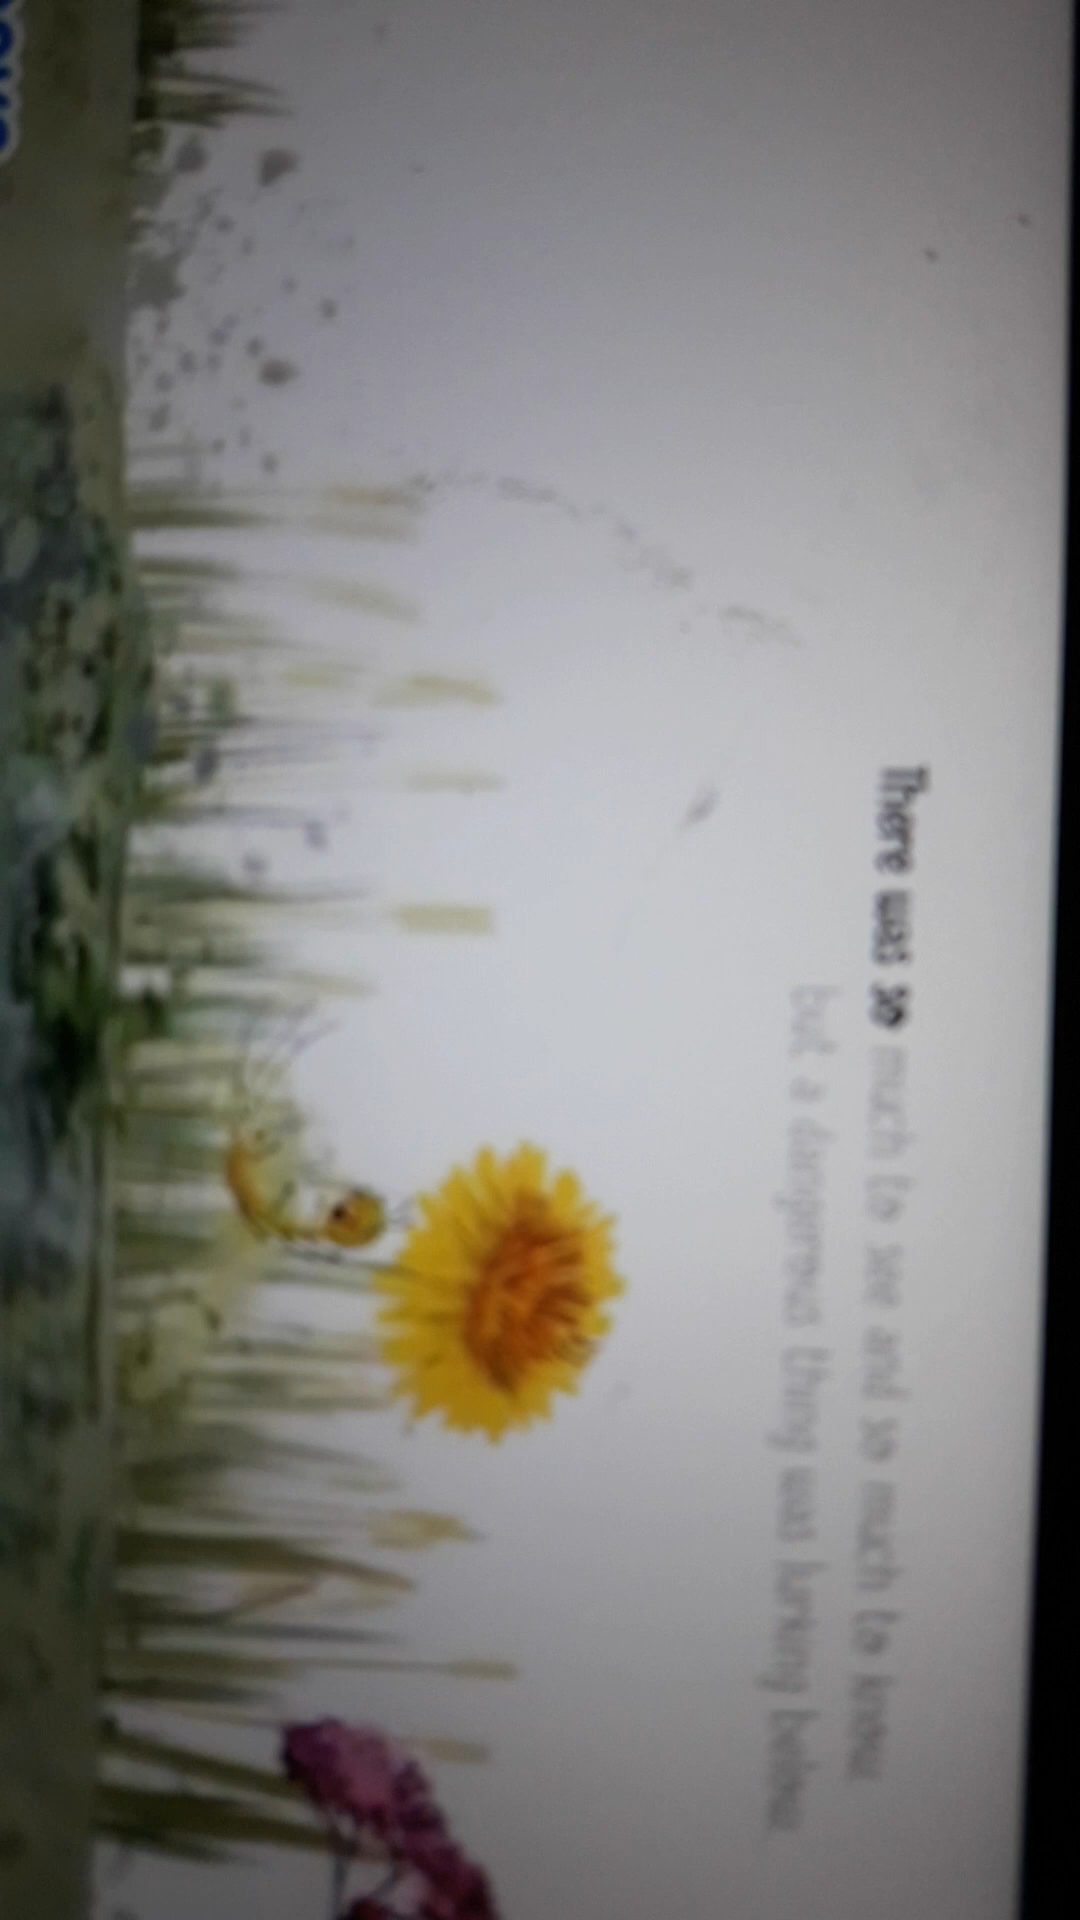 There was so much to see and so much to know,
but a dangerous thing was lurking below.